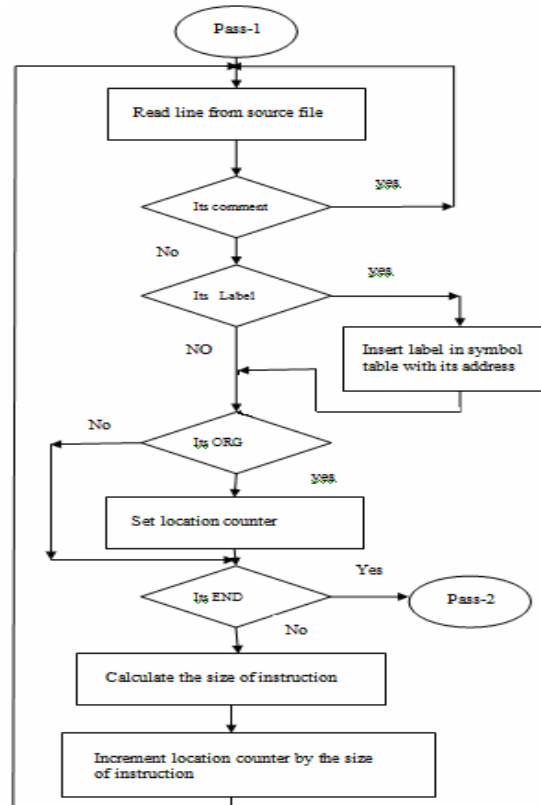 Pass-1
Read line from source file
yes.
Its comment
No
yes.
Its Label
NO
Insert label in symbol
table with its address
No
Its ORG
yes.
Set location counter
Yes
Its END
Pass-2
No
Calculate the size of instruction
Increment location counter by the size
of instruction